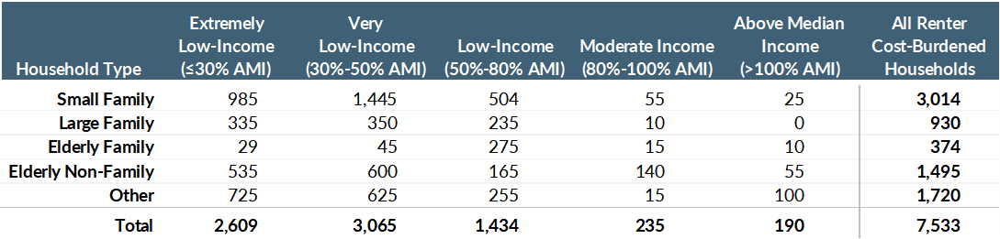 Household Type Extremely Low-Income (≤30% AMI) Very Low-Income (30%-50% AMI) Low-Income (50%-80% AMI) Moderate Income (80%-100% AMI) Above Median Income (>100% AMI) All Renter Cost-Burdened Households
Small Family 985 1,445 504 55 25 3,014
Large Family 335 350 235 10 0 930
Elderly Family 29 45 275 15 10 374
Elderly Non-Family 535 600 165 140 55 1,495
Other 725 625 255 15 100 1,720
Total 2,609 3,065 1,434 235 190 7,533